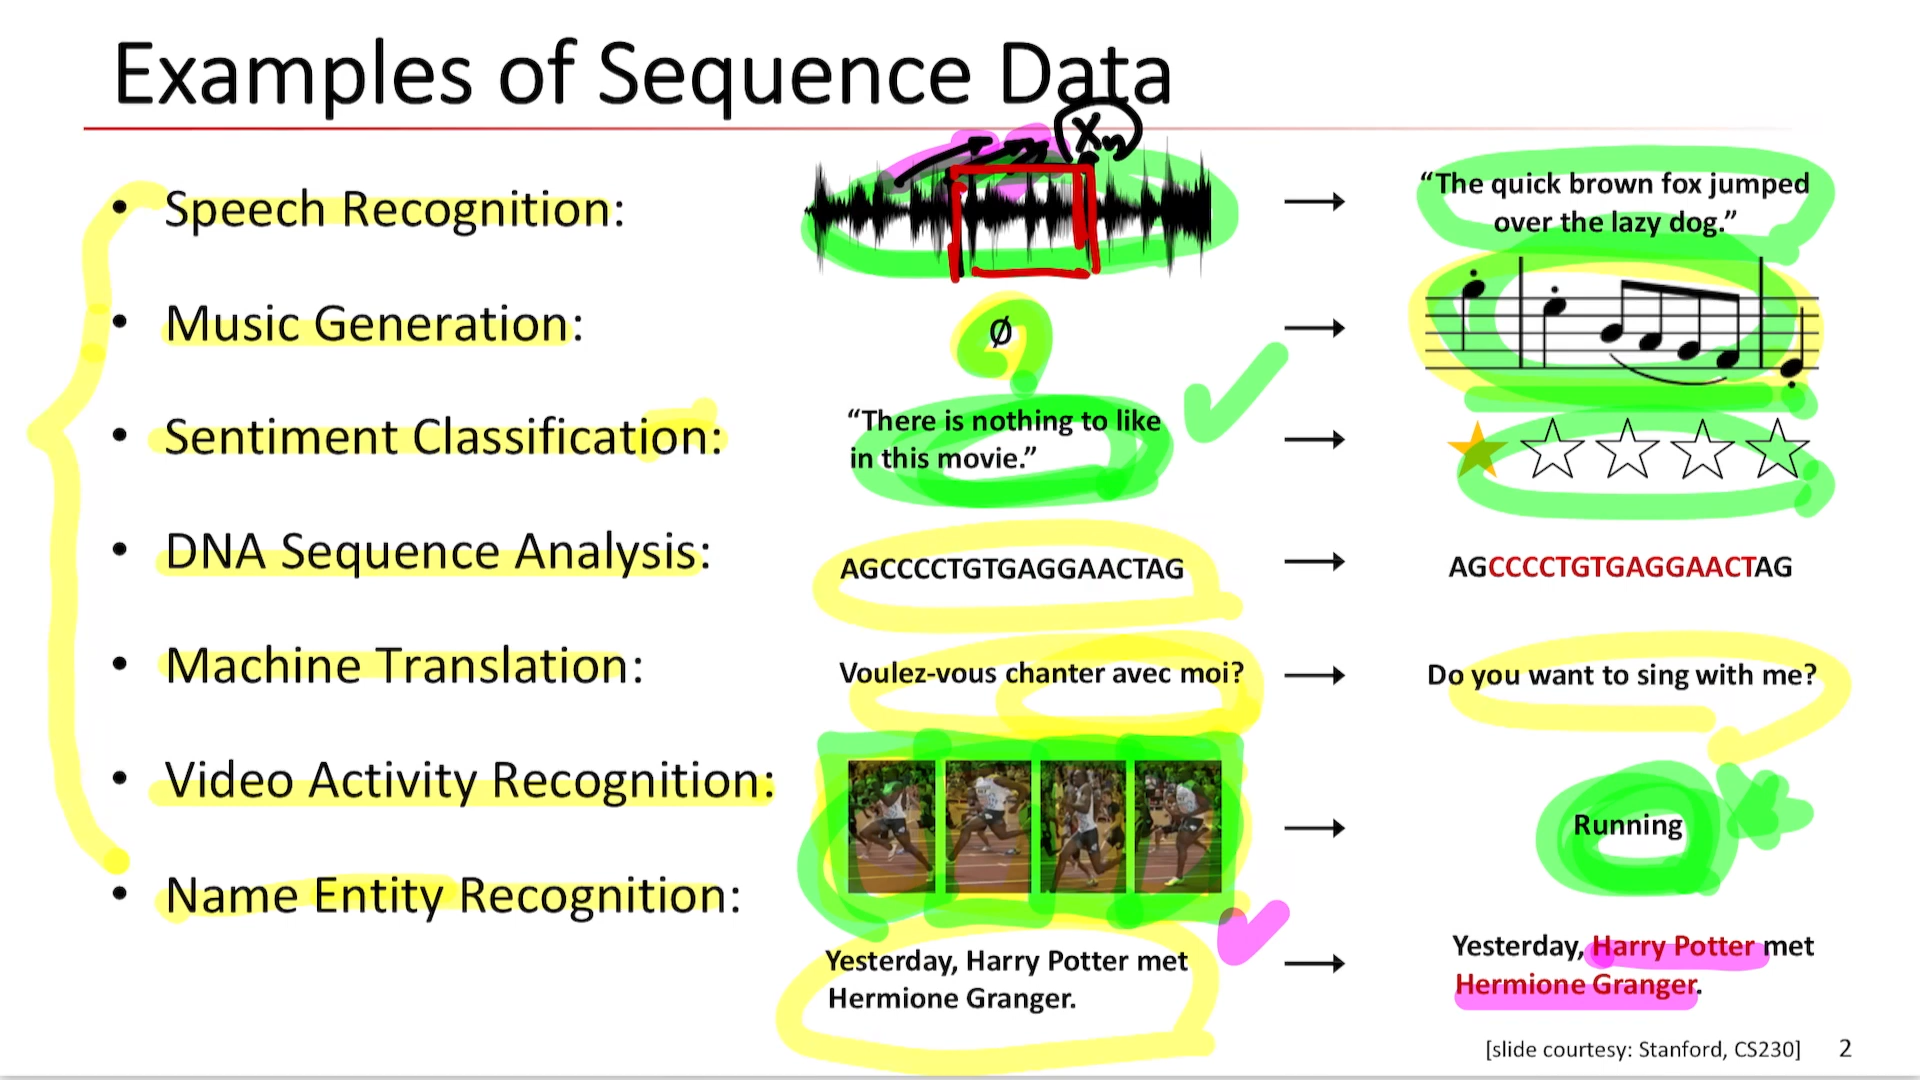 Examples of Sequence Data
• Speech Recognition:
“The quick brown fox jumped
over the lazy dog.”
• Music Generation:
Ø
• Sentiment Classification:
“There is nothing to like
in this movie.”
• DNA Sequence Analysis:
AGCCCCTGTGAGGAACTAG
AGCCCCTGTGAGGAACTAG
• Machine Translation:
Voulez-vous chanter avec moi?
Do you want to sing with me?
• Video Activity Recognition:
Running
• Name Entity Recognition:
Yesterday, Harry Potter met
Hermione Granger.
Yesterday, Harry Potter met
Hermione Granger.
[slide courtesy: Stanford, CS230]
2